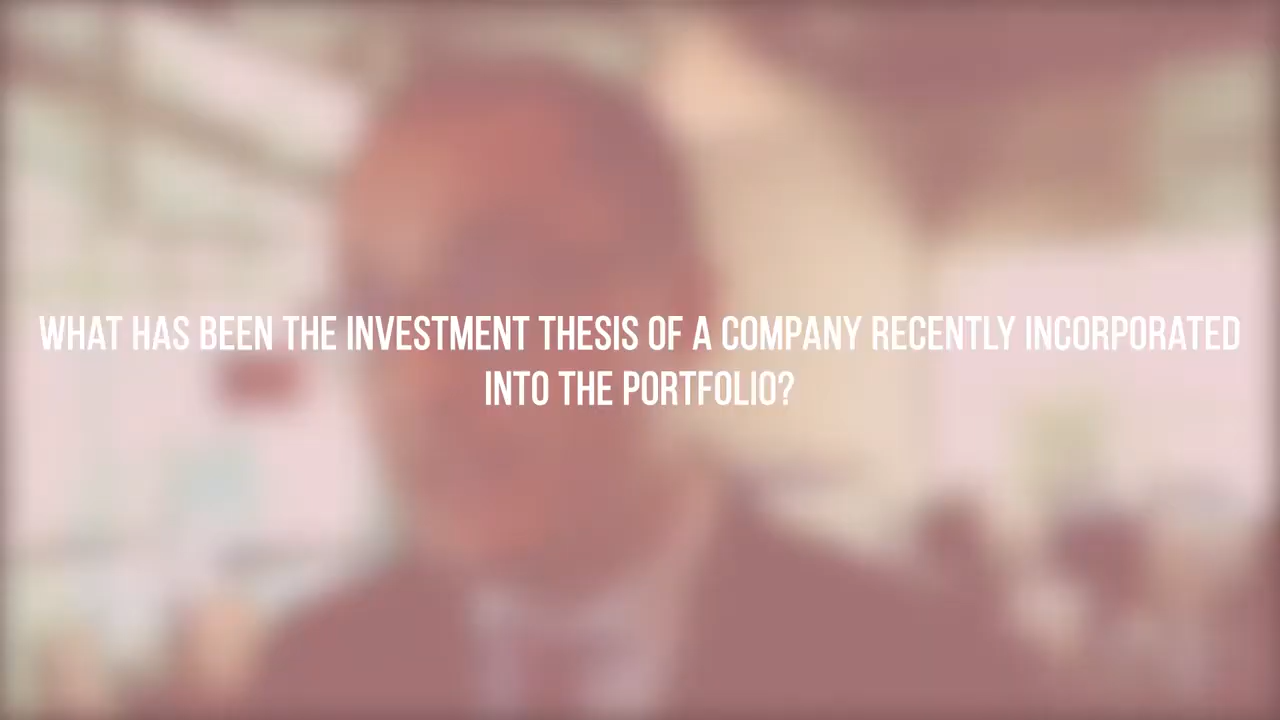 WHAT HAS BEEN THE INVESTMENT THESIS OF A COMPANY RECENTLY INCORPORATED
INTO THE PORTFOLIO?